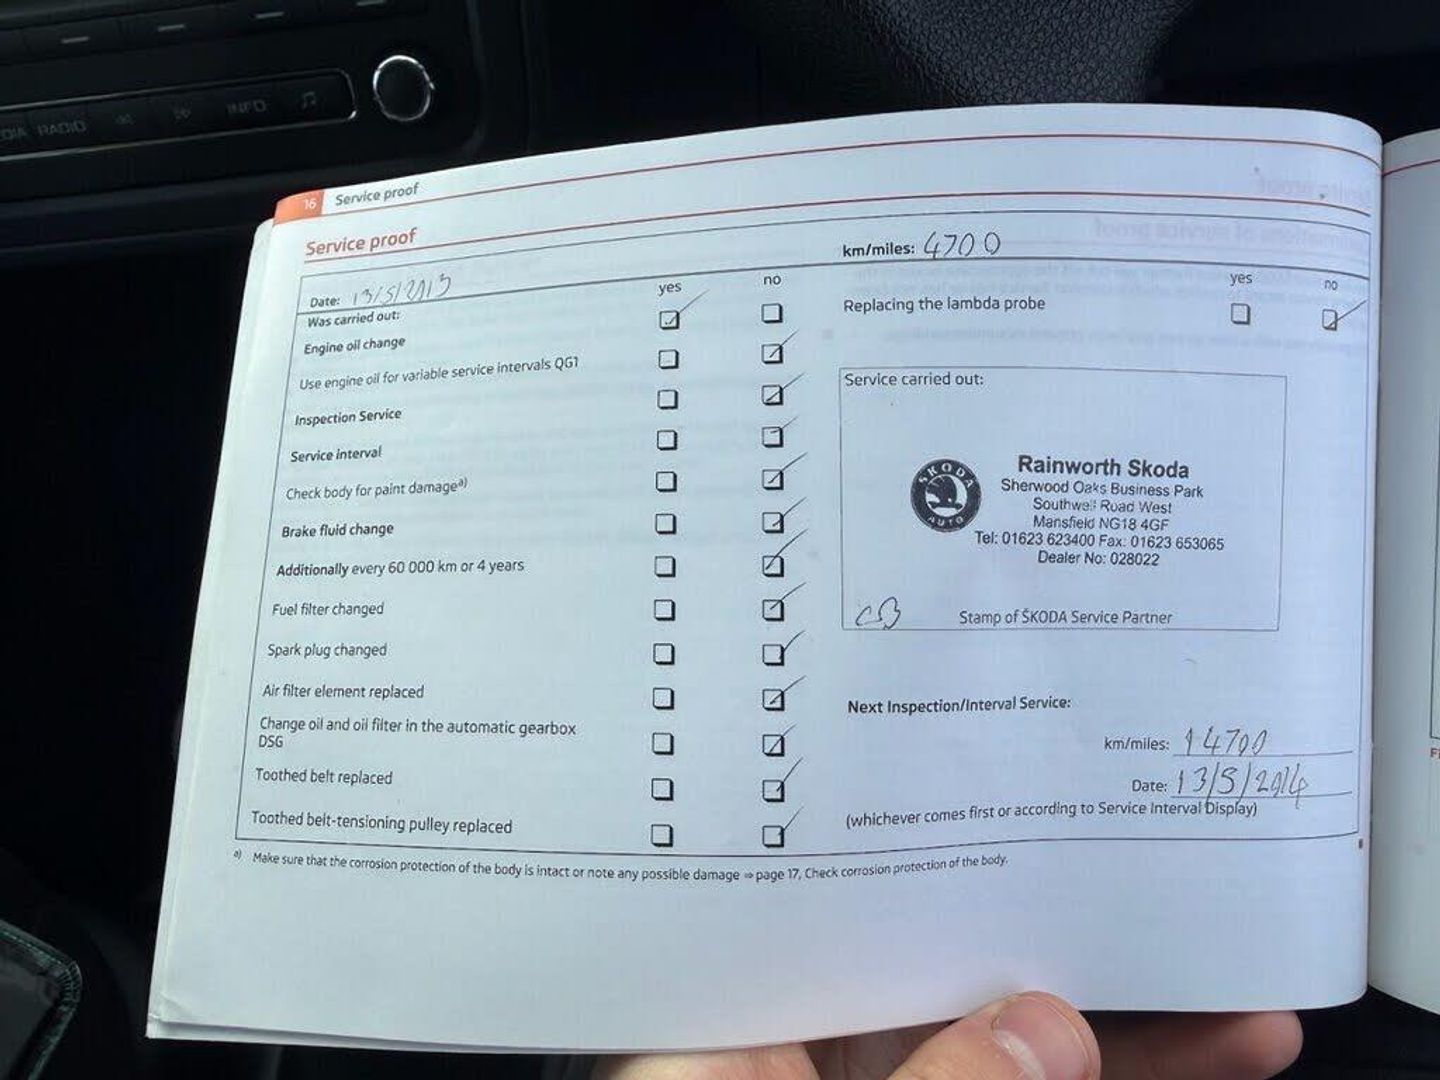 INFO
RADIO
16 Service proof
Service proof
Date: 13/5/2013
km/miles: 4700
yes no
yes no
Was carried out:
Engine oil change
Use engine oil for variable service intervals QG1
Inspection Service
Service interval
Check body for paint damage a)
Brake fluid change
Additionally every 60 000 km or 4 years
Fuel filter changed
Spark plug changed
Air filter element replaced
Change oil and oil filter in the automatic gearbox
DSG
Toothed belt replaced
Toothed belt-tensioning pulley replaced
Replacing the lambda probe
Service carried out:
SKODA
AUTO
Rainworth Skoda
Sherwood Oaks Business Park
Southwell Road West
Mansfield NG18 4GF
Tel: 01623 623400 Fax: 01623 653065
Dealer No: 028022
Stamp of ŠKODA Service Partner
Next Inspection/Interval Service:
km/miles: 14700
Date: 13/5/2014
(whichever comes first or according to Service Interval Display)
a) Make sure that the corrosion protection of the body is intact or note any possible damage ⇒ page 17, Check corrosion protection of the body.